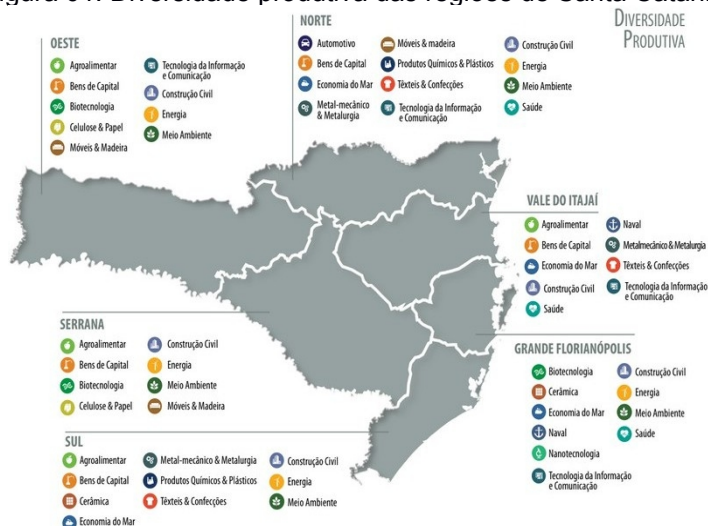 DIVERSIDADE
PRODUTIVA
OESTE
Agroalimentar
Bens de Capital
Biotecnologia
Celulose & Papel
Móveis & Madeira
Tecnologia da Informação
e Comunicação
Construção Civil
Energia
Meio Ambiente
NORTE
Automotivo
Bens de Capital
Economia do Mar
Metal-mecânico
& Metalurgia
Móveis & madeira
Produtos Químicos & Plásticos
Têxteis & Confecções
Tecnologia da Informação
e Comunicação
Construção Civil
Energia
Meio Ambiente
Saúde
VALE DO ITAJAÍ
Agroalimentar
Bens de Capital
Economia do Mar
Construção Civil
Saúde
Naval
Metalmecânico & Metalurgia
Têxteis & Confecções
Tecnologia da Informação
e Comunicação
SERRANA
Agroalimentar
Bens de Capital
Biotecnologia
Celulose & Papel
Construção Civil
Energia
Meio Ambiente
Móveis & Madeira
GRANDE FLORIANÓPOLIS
Biotecnologia
Cerâmica
Economia do Mar
Naval
Nanotecnologia
Tecnologia da Informação
e Comunicação
Construção Civil
Energia
Meio Ambiente
Saúde
SUL
Agroalimentar
Bens de Capital
Cerâmica
Economia do Mar
Metal-mecânico & Metalurgia
Produtos Químicos & Plásticos
Têxteis & Confecções
Construção Civil
Energia
Meio Ambiente